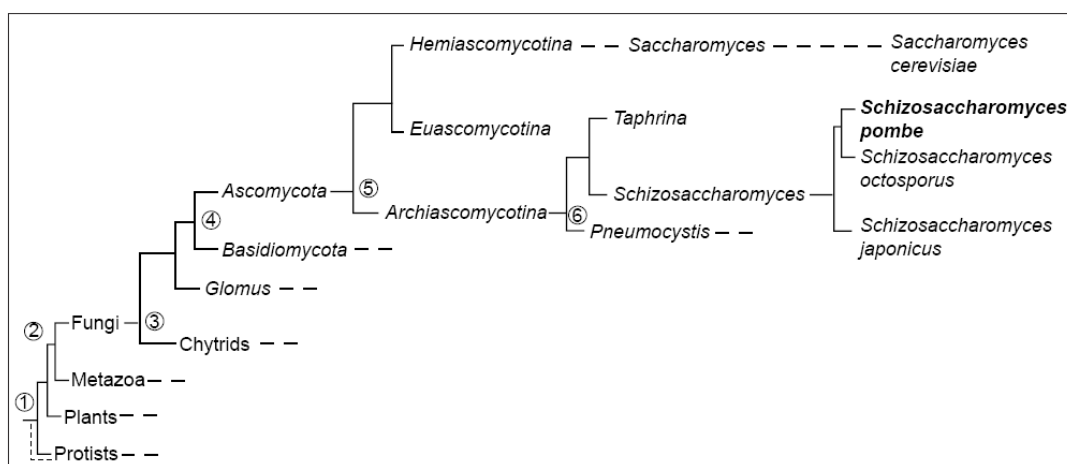 Hemiascomycotina Saccharomyces Saccharomyces
cerevisiae
Schizosaccharomyces
pombe
Euascomycotina Taphrina
Schizosaccharomyces
octosporus
Ascomycota ⑤ Schizosaccharomyces
④ Archiascomycotina ⑥
Pneumocystis Schizosaccharomyces
japonicus
Basidiomycota
Glomus
② Fungi ③
Chytrids
Metazoa
① Plants
Protists